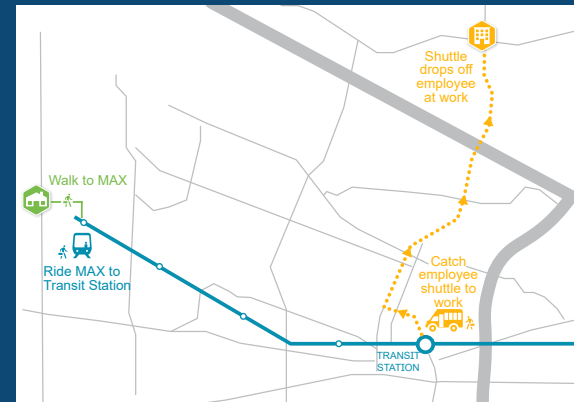 Shuttle
drops off
employee
at work
Walk to MAX
Ride MAX to
Transit Station
Catch
employee
shuttle to
work
TRANSIT
STATION